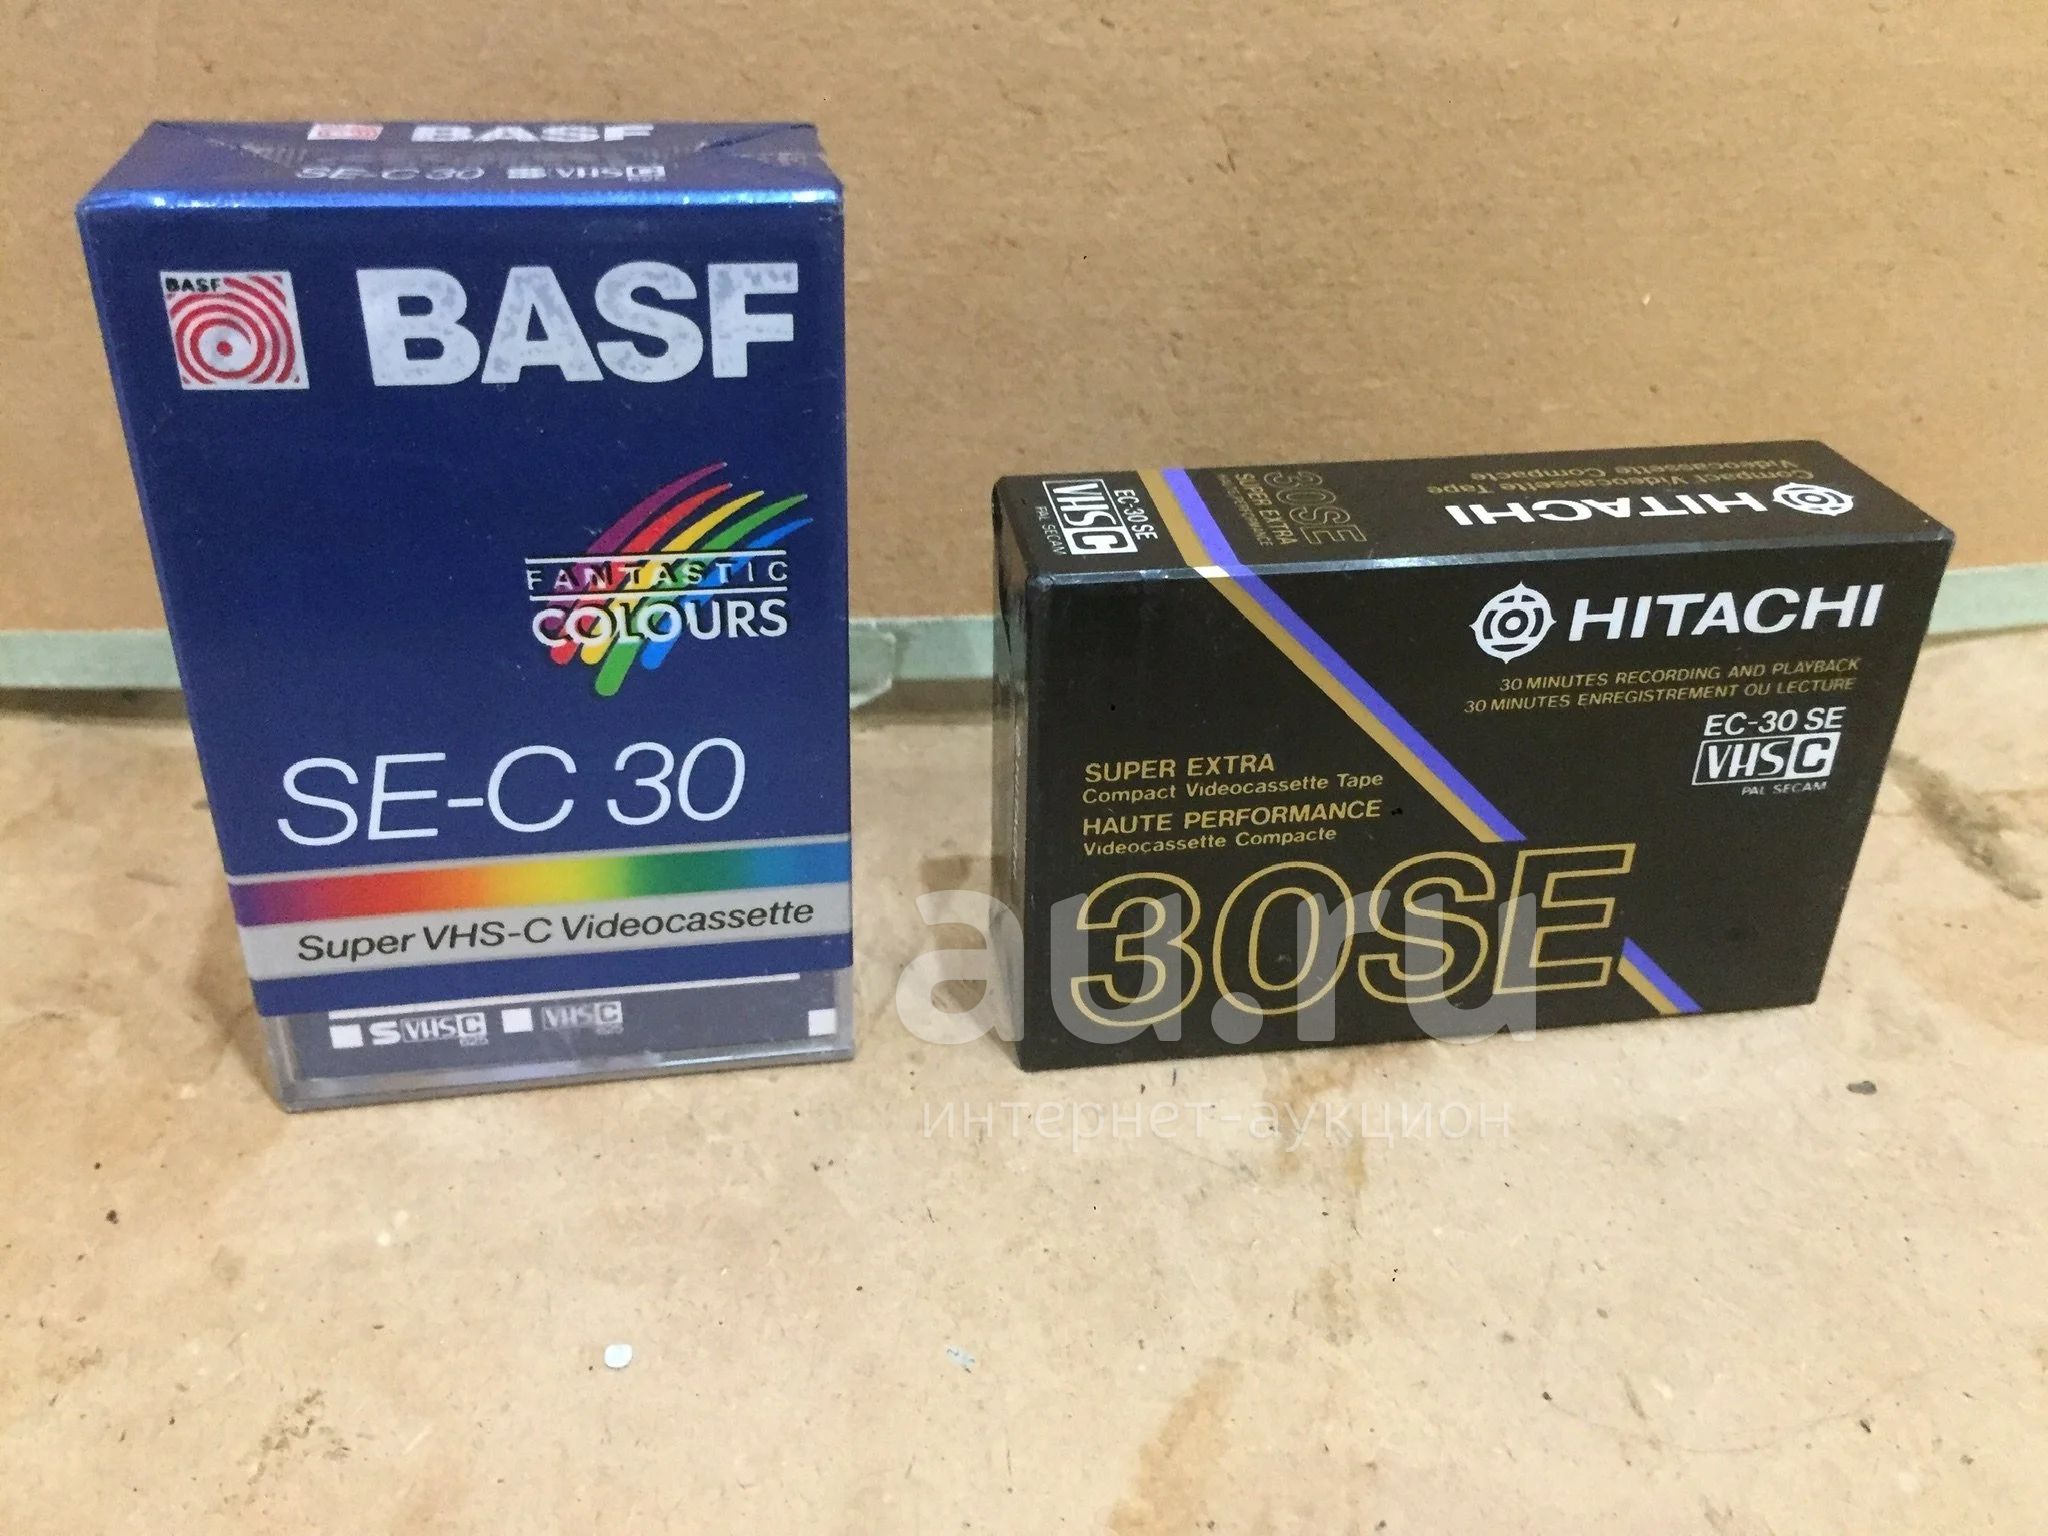 BASF
SE-C 30 S VHS C
BASF
BASF
FANTASTIC
COLOURS
SE-C 30
Super VHS-C Videocassette
S VHS C
VHS C
EC-30 SE
VHS C
PAL SECAM
30SE
SUPER EXTRA
HAUTE PERFORMANCE
HITACHI
Compact Videocassette Tape
Videocassette Compacte
HITACHI
30 MINUTES RECORDING AND PLAYBACK
30 MINUTES ENREGISTREMENT OU LECTURE
EC-30 SE
VHS C
PAL SECAM
SUPER EXTRA
Compact Videocassette Tape
HAUTE PERFORMANCE
Videocassette Compacte
30SE
au.ru
интернет-аукцион